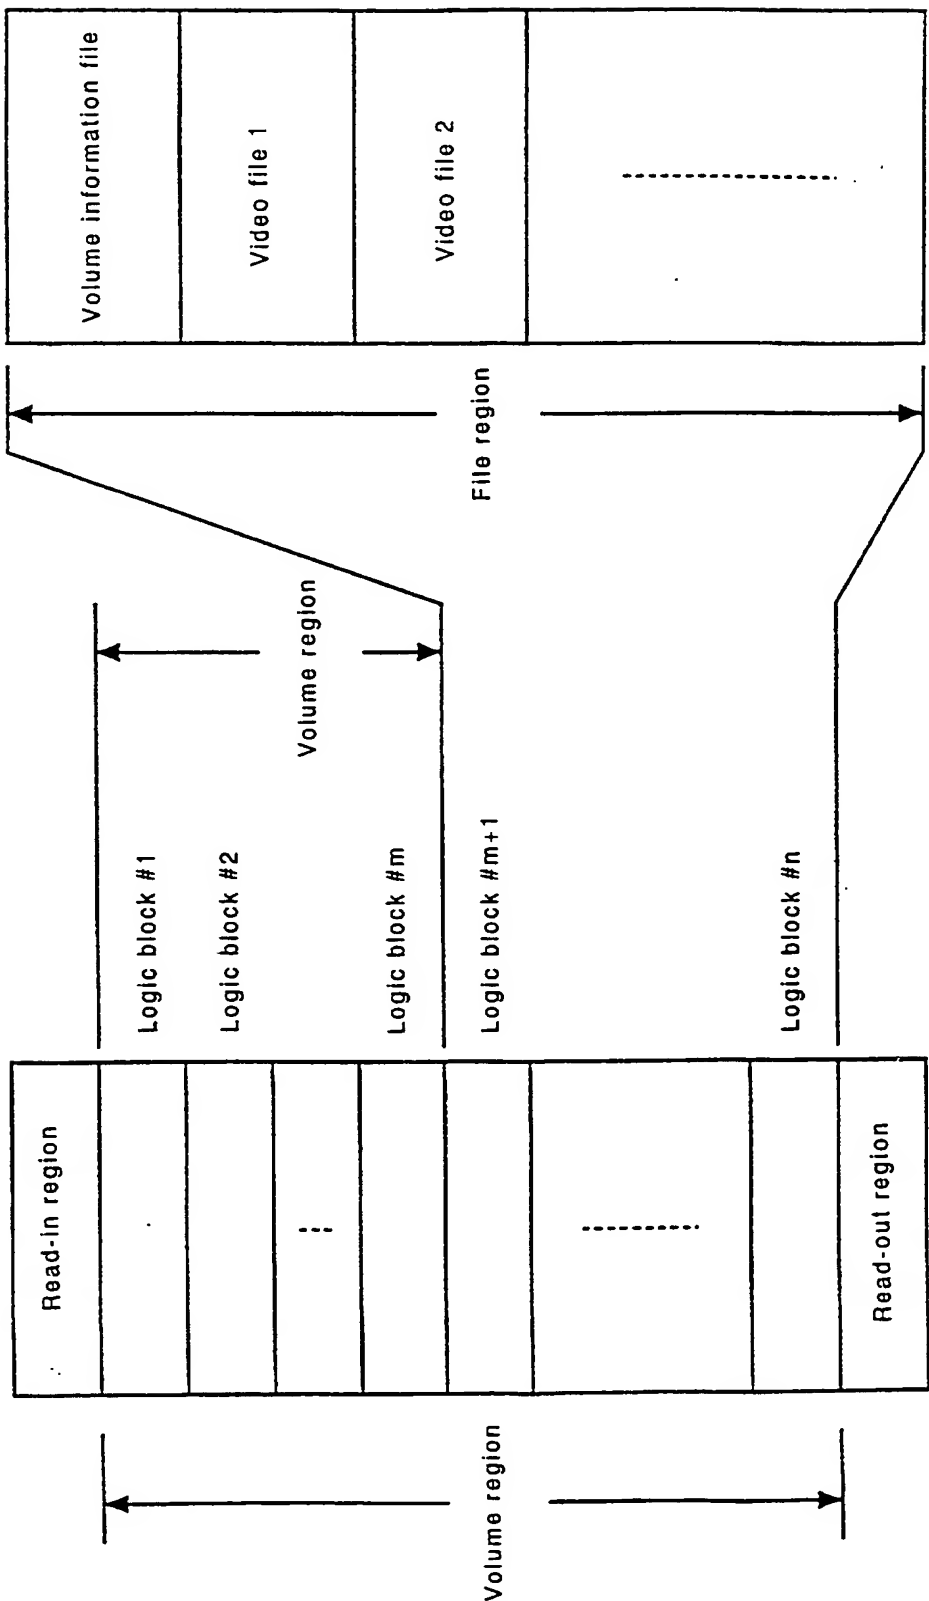 Volume region
Read-in region
Read-out region
Logic block #1
Logic block #2
Logic block #m
Logic block #m+1
Logic block #n
Volume region
File region
Volume information file
Video file 1
Video file 2